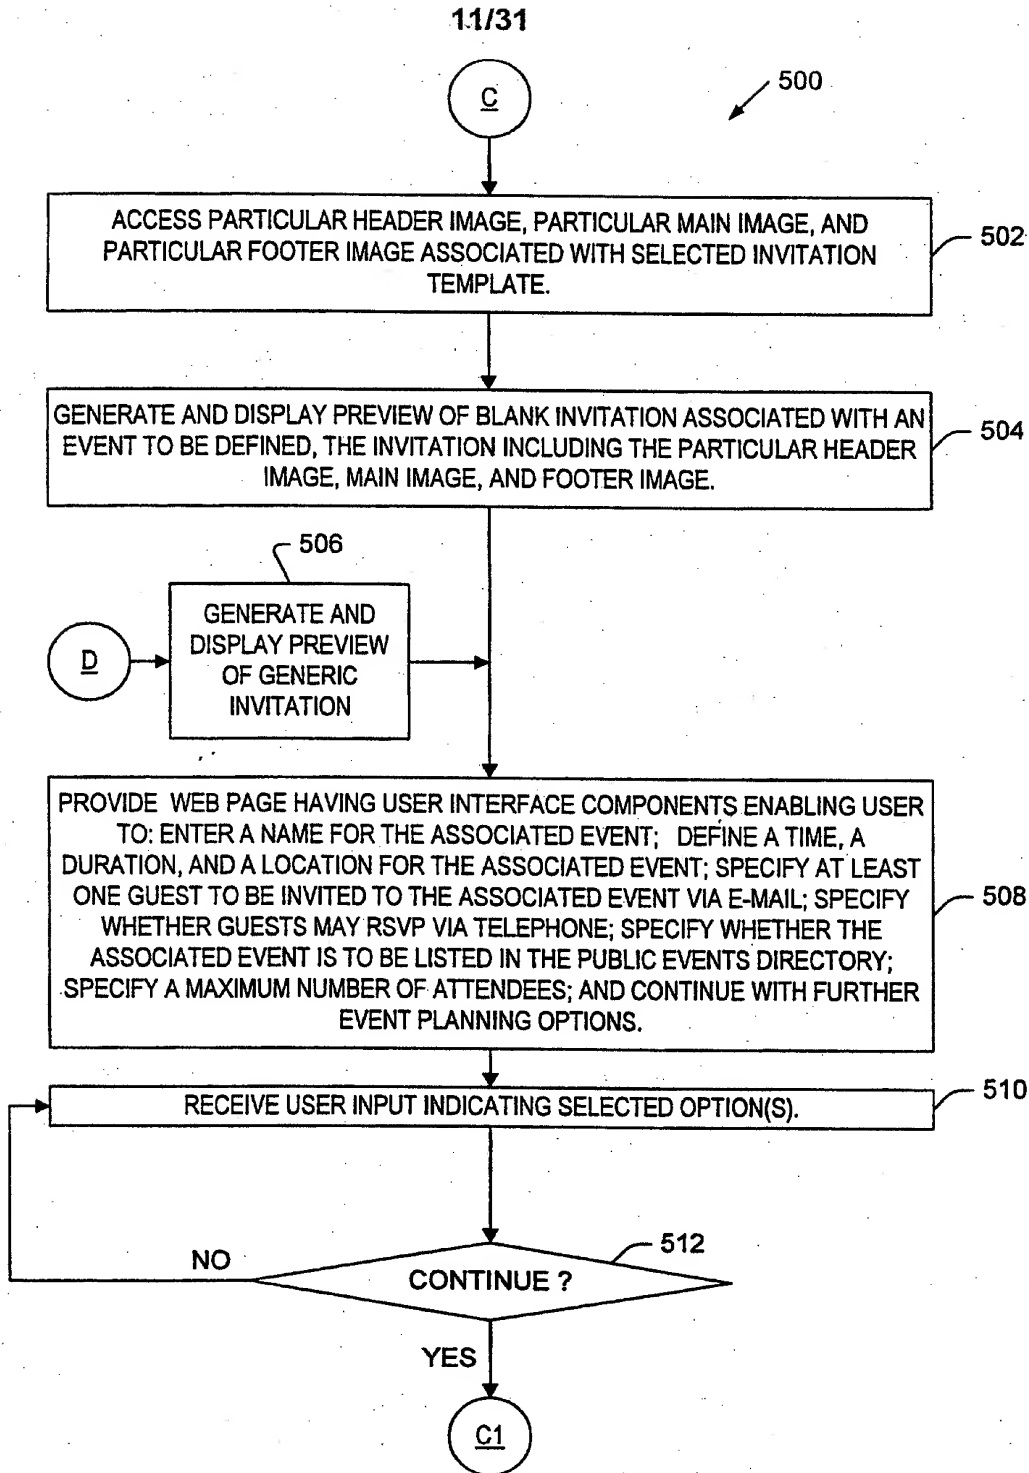 11/31
C
500
ACCESS PARTICULAR HEADER IMAGE, PARTICULAR MAIN IMAGE, AND
PARTICULAR FOOTER IMAGE ASSOCIATED WITH SELECTED INVITATION
TEMPLATE.
502
GENERATE AND DISPLAY PREVIEW OF BLANK INVITATION ASSOCIATED WITH AN
EVENT TO BE DEFINED, THE INVITATION INCLUDING THE PARTICULAR HEADER
IMAGE, MAIN IMAGE, AND FOOTER IMAGE.
504
506
D
GENERATE AND
DISPLAY PREVIEW
OF GENERIC
INVITATION
PROVIDE WEB PAGE HAVING USER INTERFACE COMPONENTS ENABLING USER
TO: ENTER A NAME FOR THE ASSOCIATED EVENT; DEFINE A TIME, A
DURATION, AND A LOCATION FOR THE ASSOCIATED EVENT; SPECIFY AT LEAST
ONE GUEST TO BE INVITED TO THE ASSOCIATED EVENT VIA E-MAIL; SPECIFY
WHETHER GUESTS MAY RSVP VIA TELEPHONE; SPECIFY WHETHER THE
ASSOCIATED EVENT IS TO BE LISTED IN THE PUBLIC EVENTS DIRECTORY;
SPECIFY A MAXIMUM NUMBER OF ATTENDEES; AND CONTINUE WITH FURTHER
EVENT PLANNING OPTIONS.
508
RECEIVE USER INPUT INDICATING SELECTED OPTION(S).
510
NO
CONTINUE ?
512
YES
C1